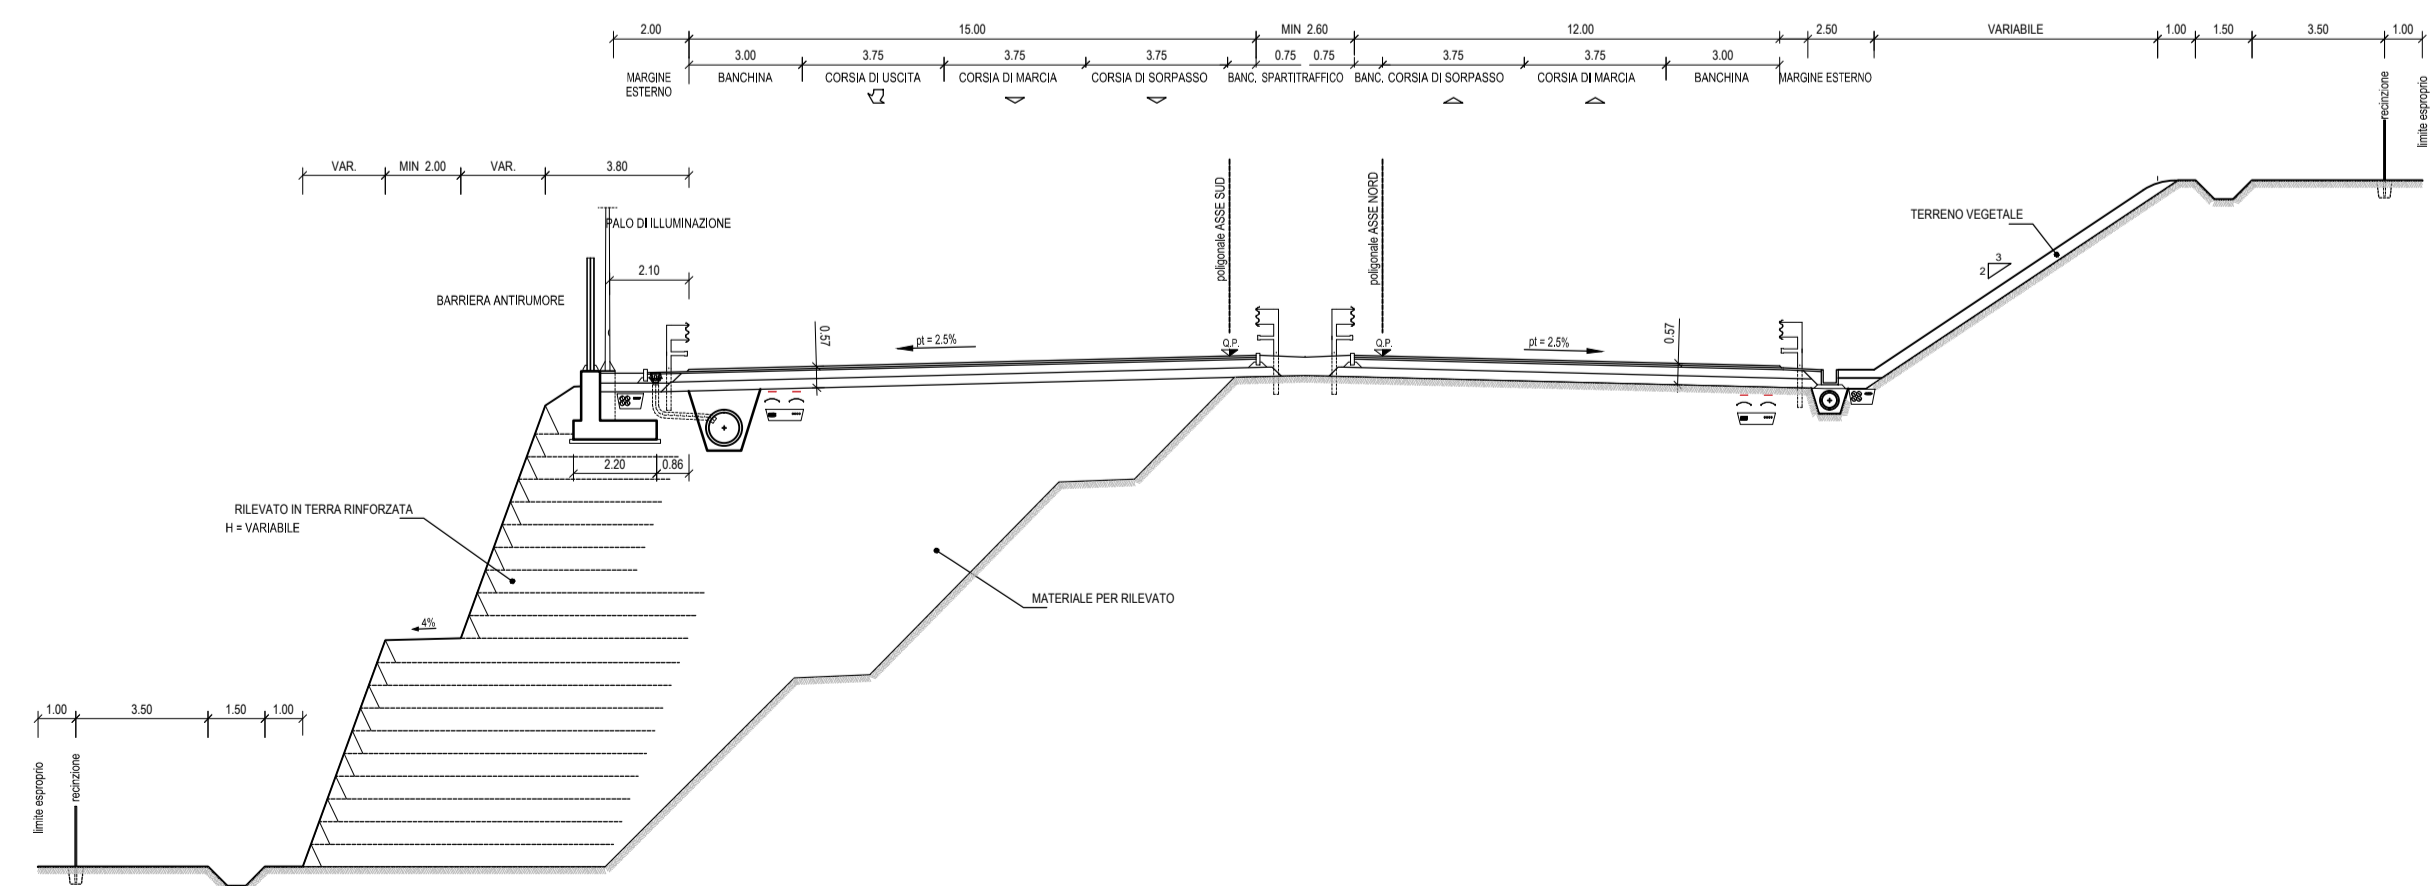 2.00 15.00 MIN 2.60 12.00 2.50 VARIABILE 1.00 1.50 3.50 1.00
3.00 3.75 3.75 3.75 0.75 0.75 3.75 3.75 3.00
MARGINE
ESTERNO
BANCHINA CORSIA DI USCITA CORSIA DI MARCIA CORSIA DI SORPASSO BANC. SPARTITRAFFICO BANC. CORSIA DI SORPASSO CORSIA DI MARCIA BANCHINA MARGINE ESTERNO
recinzione
limite esproprio
VAR. MIN 2.00 VAR. 3.80
PALO DI ILLUMINAZIONE
poligonale ASSE SUD
poligonale ASSE NORD
TERRENO VEGETALE
3
2
2.10
BARRIERA ANTIRUMORE
0.57
pt = 2.5%
Q.P.
Q.P.
pt = 2.5%
0.57
2.20 0.86
RILEVATO IN TERRA RINFORZATA
H = VARIABILE
MATERIALE PER RILEVATO
4%
1.00 3.50 1.50 1.00
limite esproprio
recinzione